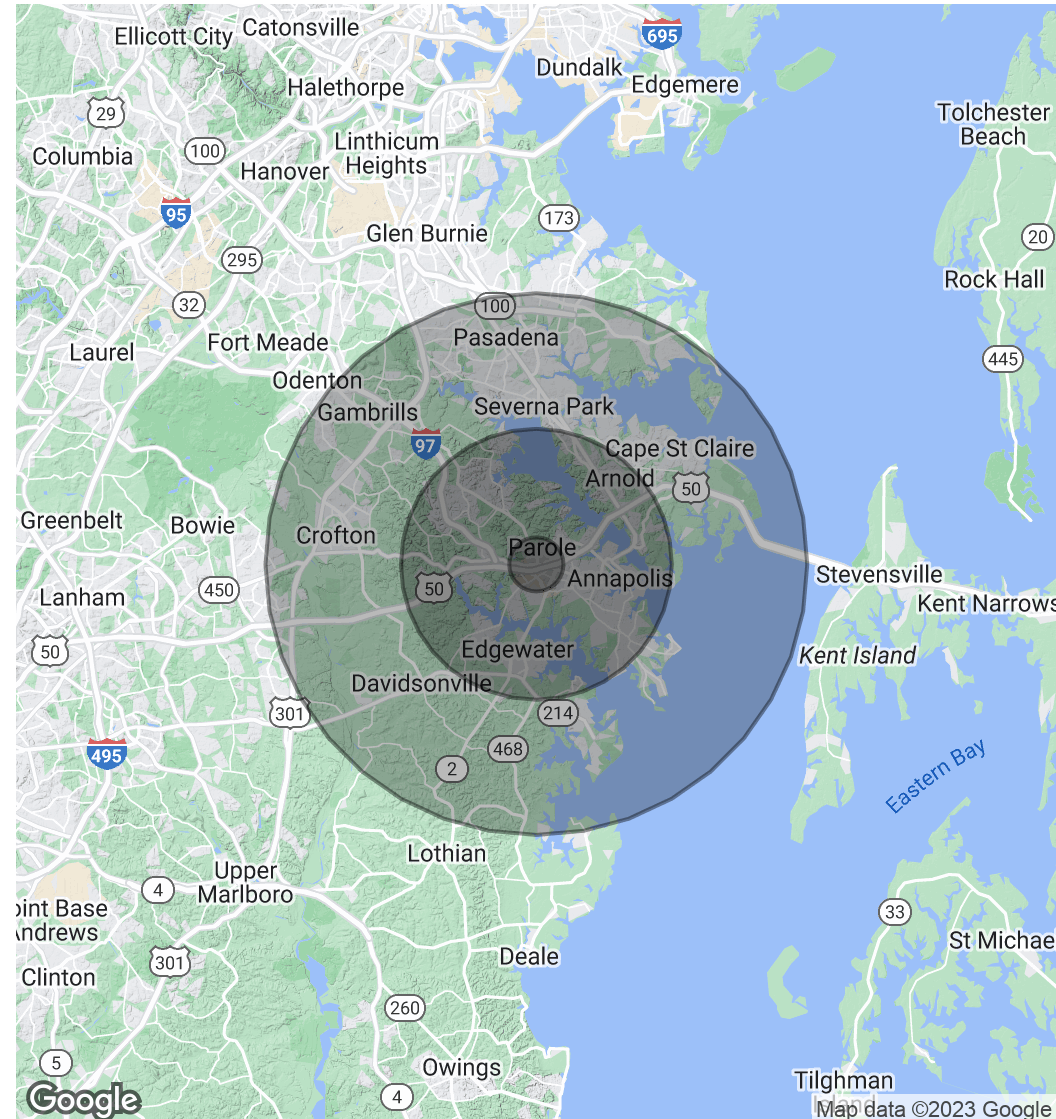 Ellicott City
Catonsville
695
Dundalk
Halethorpe
Edgemere
29
Tolchester
Beach
100
Linthicum
Heights
Columbia
Hanover
95
173
Glen Burnie
20
295
Rock Hall
32
100
Pasadena
Fort Meade
Laurel
445
Odenton
Gambrills
Severna Park
97
Cape St Claire
Arnold
50
Greenbelt
Bowie
Crofton
Parole
Annapolis
Stevensville
50
450
Lanham
Kent Narrows
50
Edgewater
Kent Island
Davidsonville
301
214
468
495
2
Eastern Bay
Lothian
Upper
Marlboro
4
oint Base
Andrews
33
St Michae
Deale
301
Clinton
260
5
Owings
4
Tilghman
Google
Map data ©2023 Google